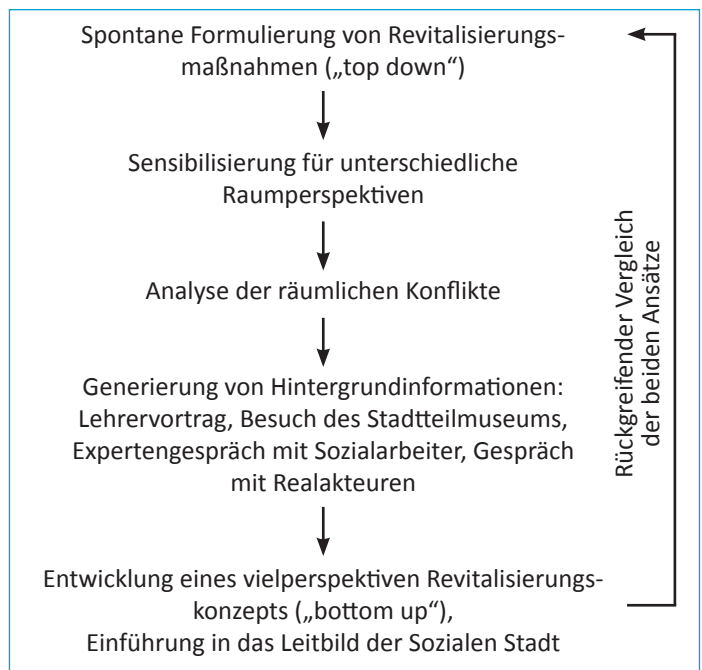 Spontane Formulierung von Revitalisierungs-
maßnahmen („top down“)
Sensibilisierung für unterschiedliche
Raumperspektiven
Analyse der räumlichen Konflikte
Generierung von Hintergrundinformationen:
Lehrervortrag, Besuch des Stadtteilmuseums,
Expertengespräch mit Sozialarbeiter, Gespräch
mit Realakteuren
Entwicklung eines vielperspektiven Revitalisierungs-
konzepts („bottom up“),
Einführung in das Leitbild der Sozialen Stadt
Rückgreifender Vergleich
der beiden Ansätze